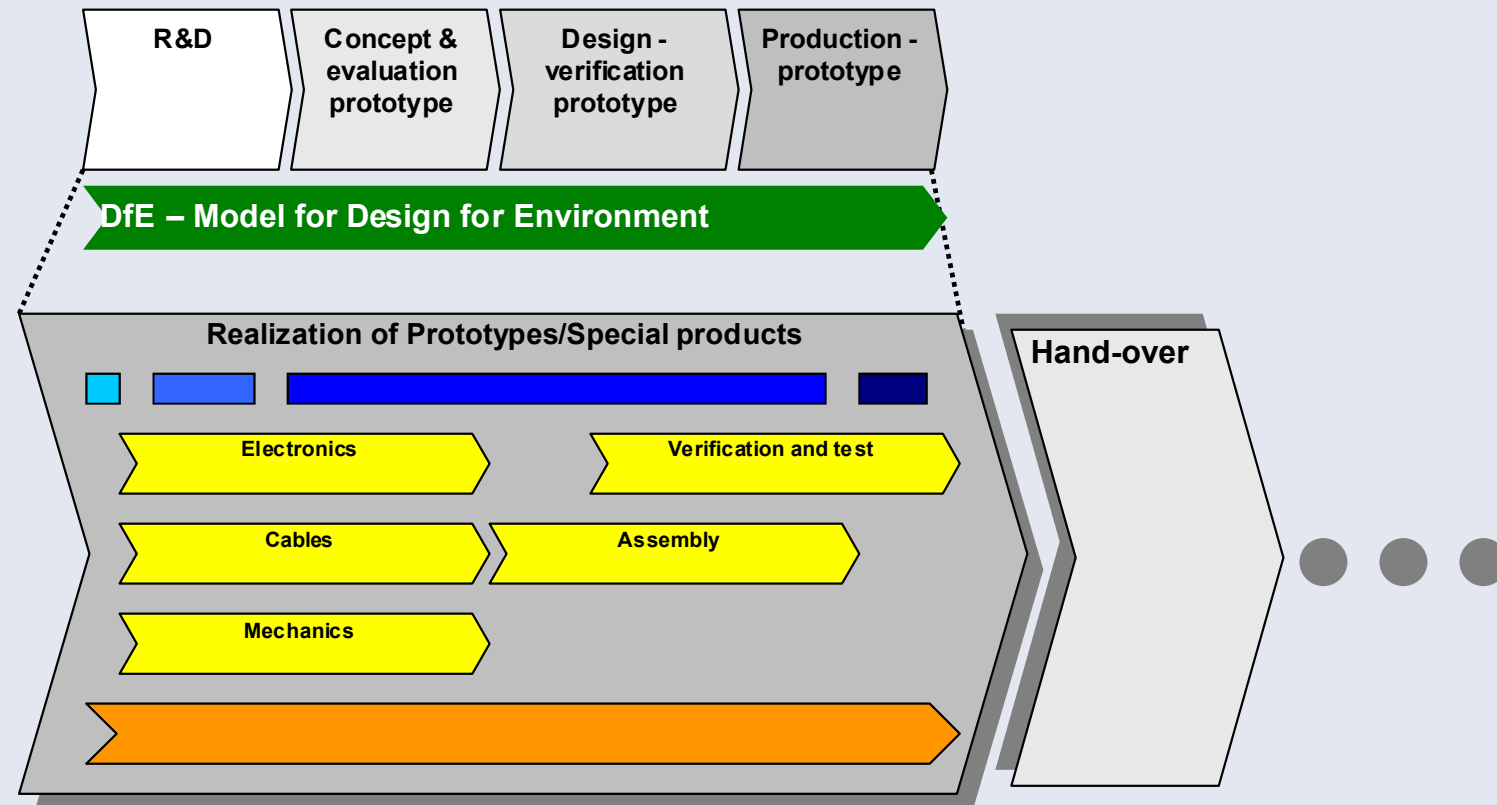 R&D
Concept &
evaluation
prototype
Design -
verification
prototype
Production -
prototype
DfE – Model for Design for Environment
Realization of Prototypes/Special products
Hand-over
Electronics
Verification and test
Cables
Assembly
Mechanics